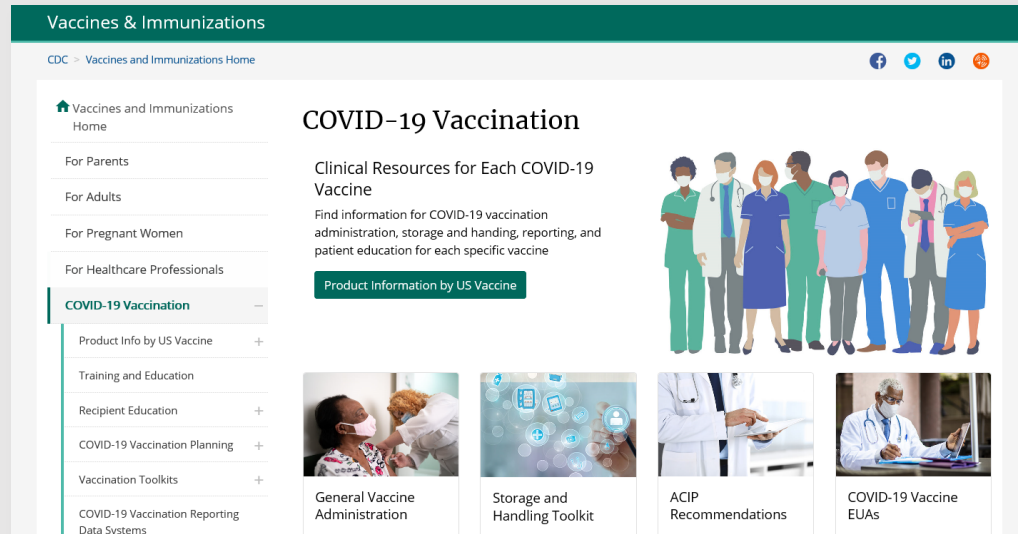 Vaccines & Immunizations
CDC > Vaccines and Immunizations Home
Vaccines and Immunizations
Home
For Parents
For Adults
For Pregnant Women
For Healthcare Professionals
COVID-19 Vaccination
Product Info by US Vaccine
Training and Education
Recipient Education
COVID-19 Vaccination Planning
Vaccination Toolkits
COVID-19 Vaccination Reporting
Data Systems
COVID-19 Vaccination
Clinical Resources for Each COVID-19
Vaccine
Find information for COVID-19 vaccination
administration, storage and handing, reporting, and
patient education for each specific vaccine
Product Information by US Vaccine
General Vaccine
Administration
Storage and
Handling Toolkit
ACIP
Recommendations
COVID-19 Vaccine
EUAs